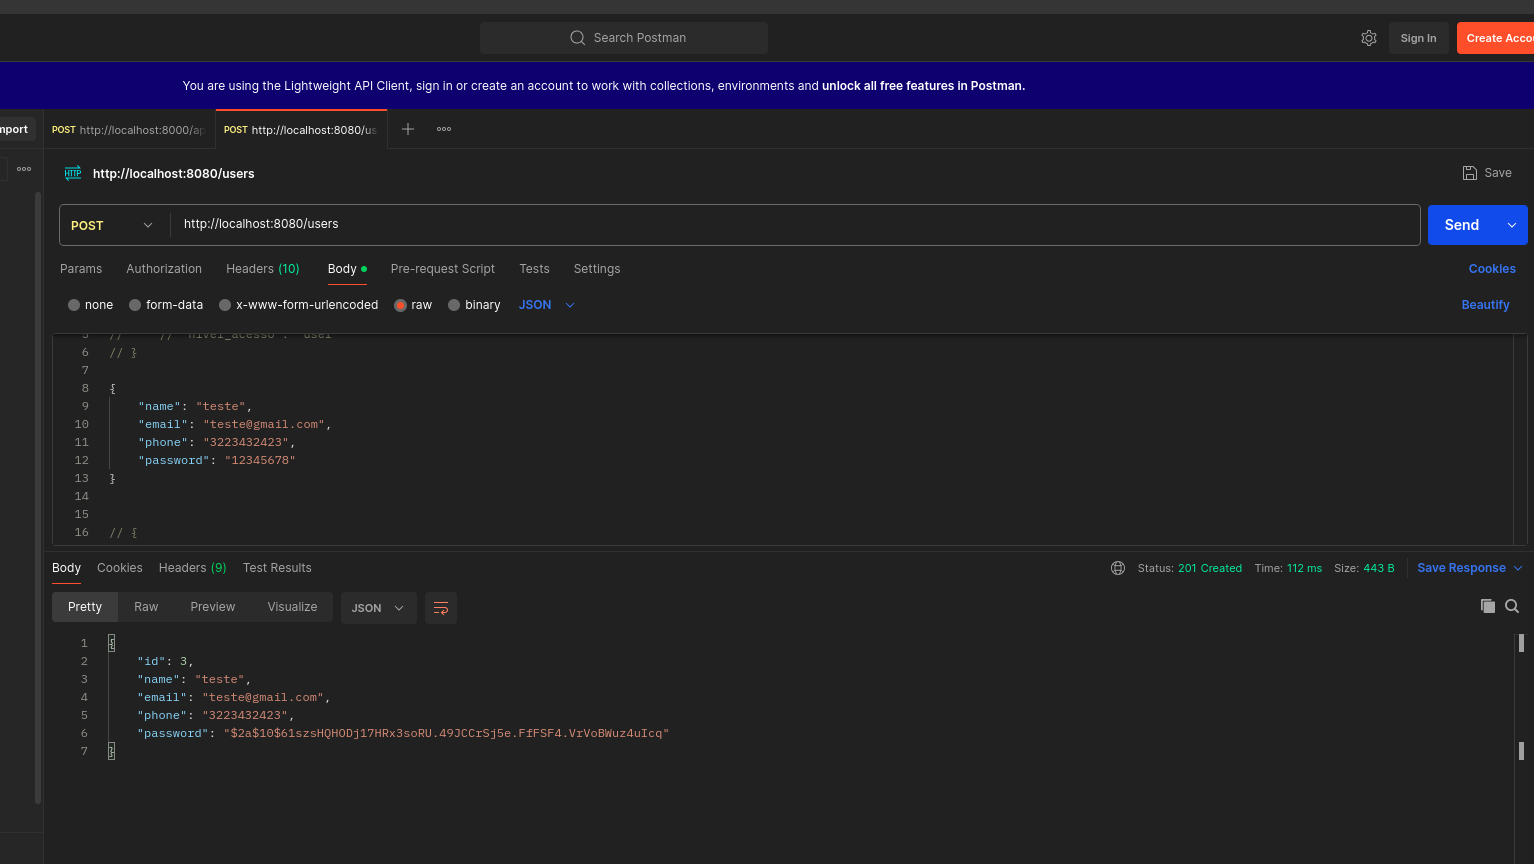 Search Postman
Sign In
Create Acco
You are using the Lightweight API Client, sign in or create an account to work with collections, environments and unlock all free features in Postman.
mport
POST http://localhost:8000/ap
POST http://localhost:8080/us
HTTP http://localhost:8080/users
Save
POST http://localhost:8080/users
Send
Params Authorization Headers (10) Body Pre-request Script Tests Settings Cookies
none form-data x-www-form-urlencoded raw binary JSON Beautify
5 // // "nivel_acesso": "user"
6 // }
7
8 {
9 "name": "teste",
10 "email": "teste@gmail.com",
11 "phone": "3223432423",
12 "password": "12345678"
13 }
14
15
16 // {
Body Cookies Headers (9) Test Results Status: 201 Created Time: 112 ms Size: 443 B Save Response
Pretty Raw Preview Visualize JSON
1 {
2 "id": 3,
3 "name": "teste",
4 "email": "teste@gmail.com",
5 "phone": "3223432423",
6 "password": "$2a$10$61szsHQHODj17HRx3soRU.49JCCrSj5e.FfFSF4.VrVoBWuz4uIcq"
7 }